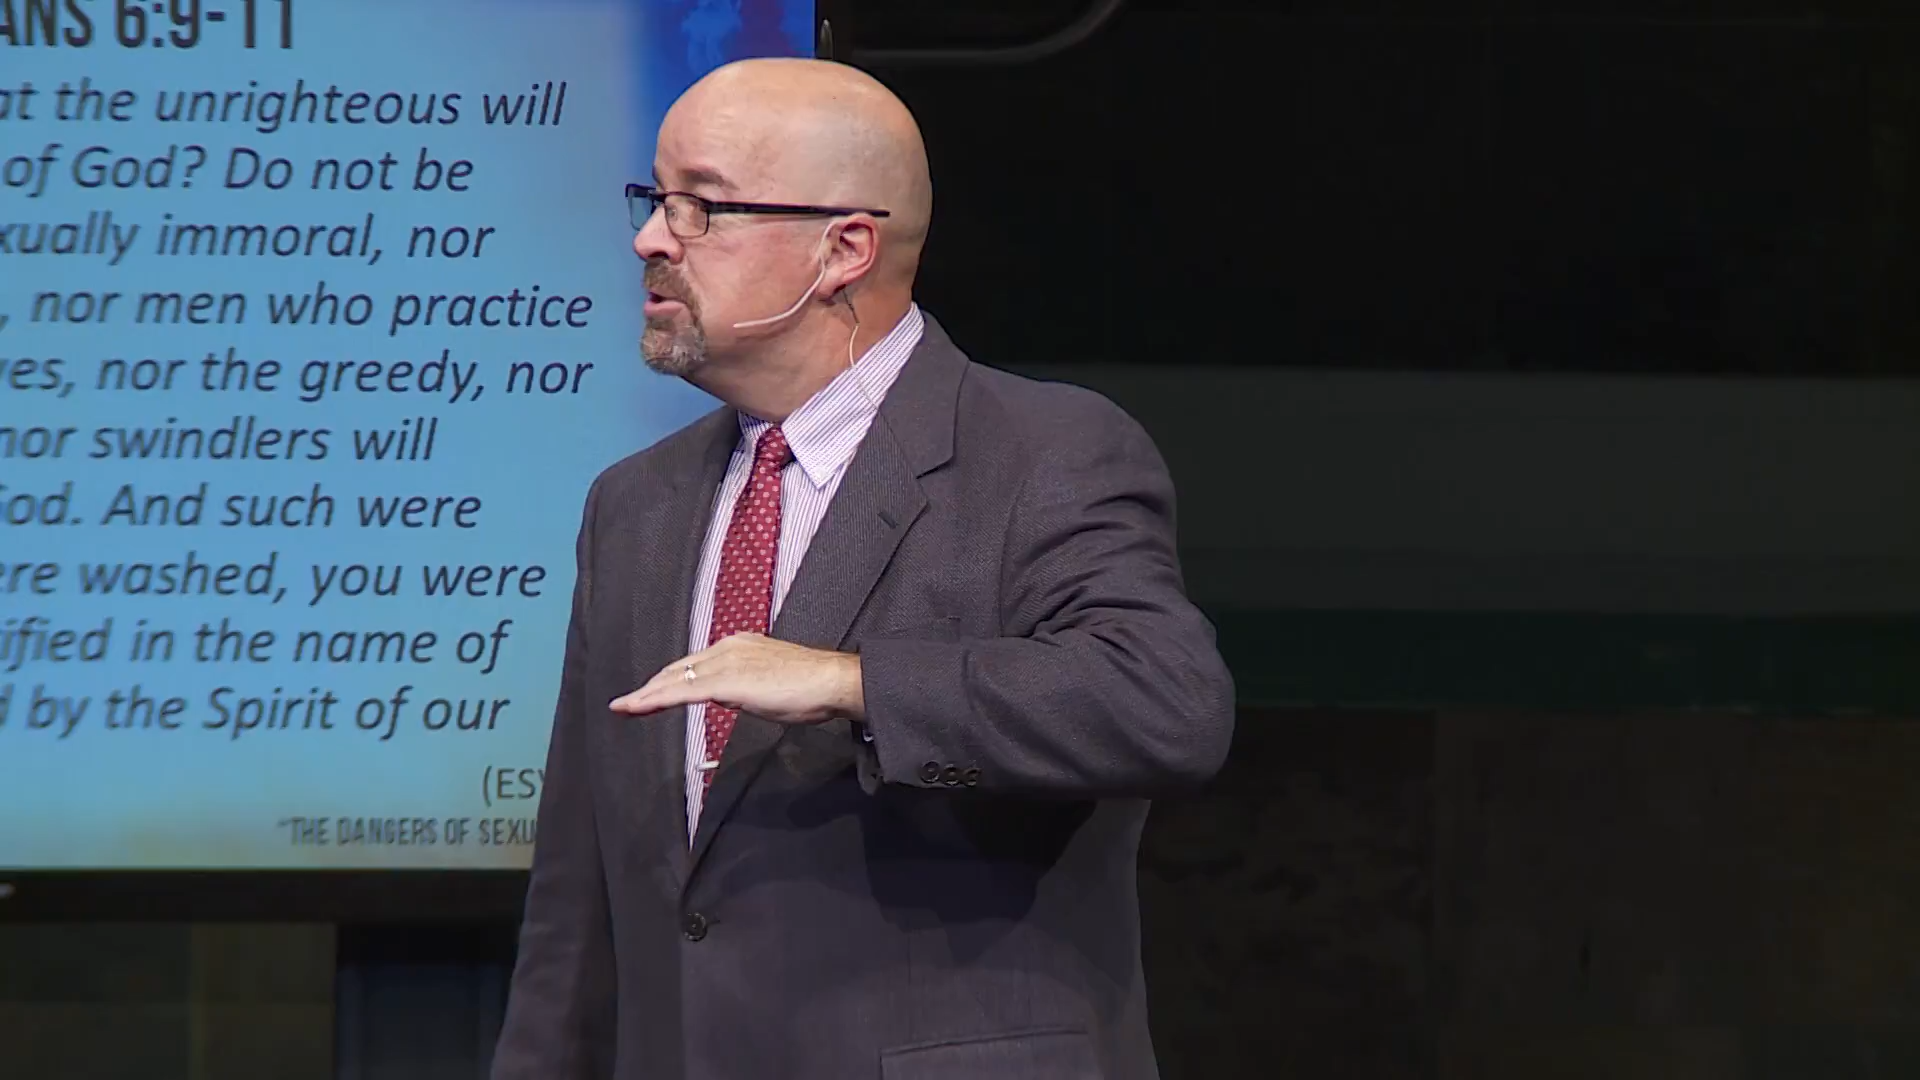 ANS 6:9-11
at the unrighteous will
of God? Do not be
xually immoral, nor
, nor men who practice
ves, nor the greedy, nor
nor swindlers will
God. And such were
ere washed, you were
ified in the name of
d by the Spirit of our
(ESV
"THE DANGERS OF SEXU